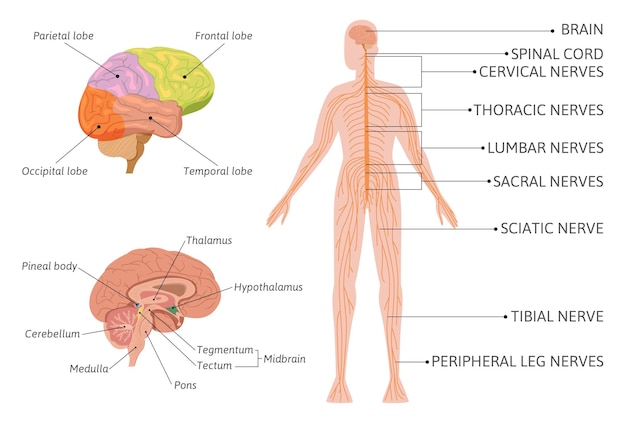 Parietal lobe
Frontal lobe
Occipital lobe
Temporal lobe
Thalamus
Pineal body
Hypothalamus
Cerebellum
Tegmentum
Midbrain
Tectum
Medulla
Pons
BRAIN
SPINAL CORD
CERVICAL NERVES
THORACIC NERVES
LUMBAR NERVES
SACRAL NERVES
SCIATIC NERVE
TIBIAL NERVE
PERIPHERAL LEG NERVES